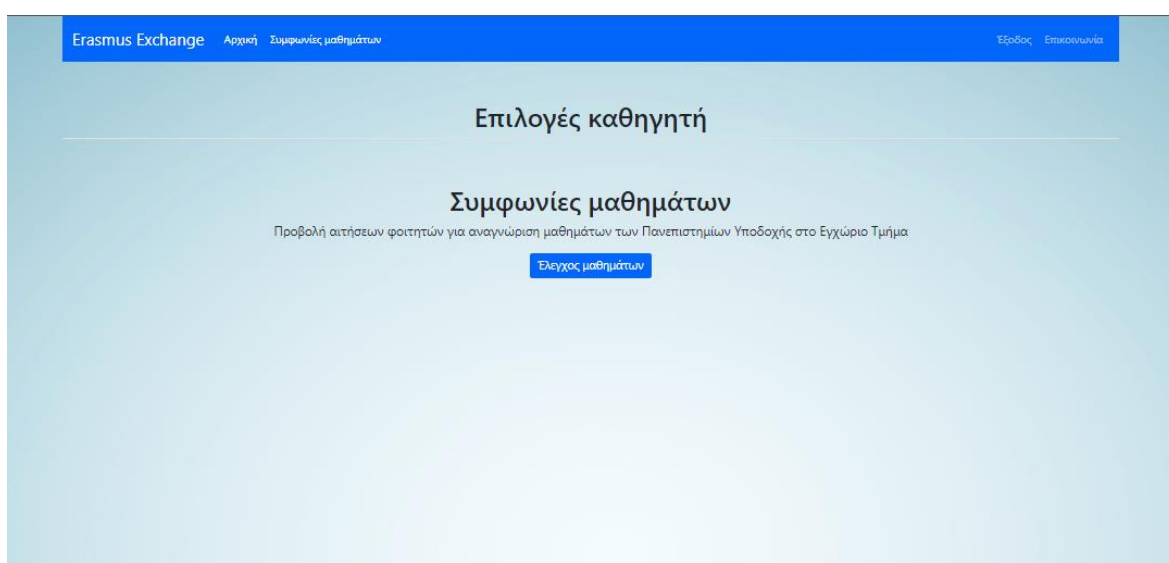 Erasmus Exchange Αρχική Συμφωνίες μαθημάτων Έξοδος Επικοινωνία
Επιλογές καθηγητή
Συμφωνίες μαθημάτων
Προβολή αιτήσεων φοιτητών για αναγνώριση μαθημάτων των Πανεπιστημίων Υποδοχής στο Εγχώριο Τμήμα
Έλεγχος μαθημάτων